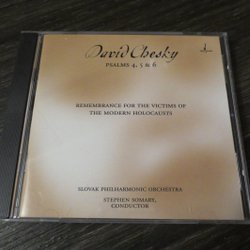 David Chesky
PSALMS 4, 5 & 6
REMEMBRANCE FOR THE VICTIMS OF
THE MODERN HOLOCAUSTS
SLOVAK PHILHARMONIC ORCHESTRA
STEPHEN SOMARY,
CONDUCTOR